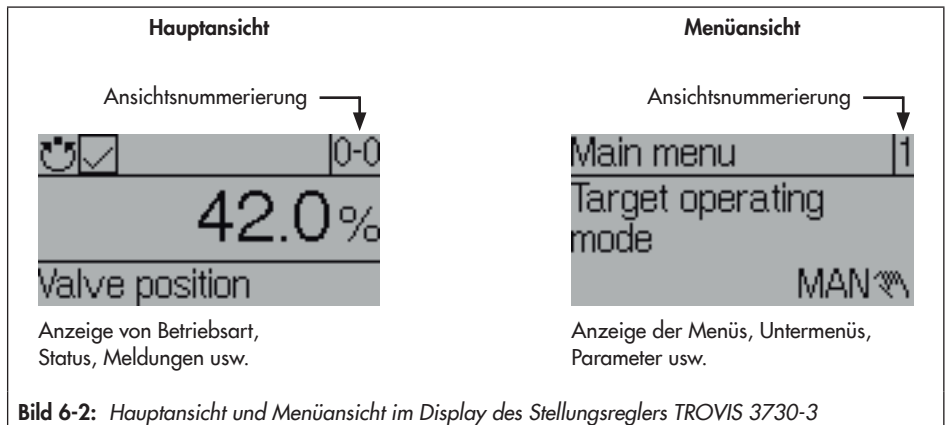 Hauptansicht
Ansichtsnummerierung
0-0
42.0%
Valve position
Anzeige von Betriebsart,
Status, Meldungen usw.
Menüansicht
Ansichtsnummerierung
Main menu 1
Target operating
mode
MAN
Anzeige der Menüs, Untermenüs,
Parameter usw.
Bild 6-2: Hauptansicht und Menüansicht im Display des Stellungsreglers TROVIS 3730-3